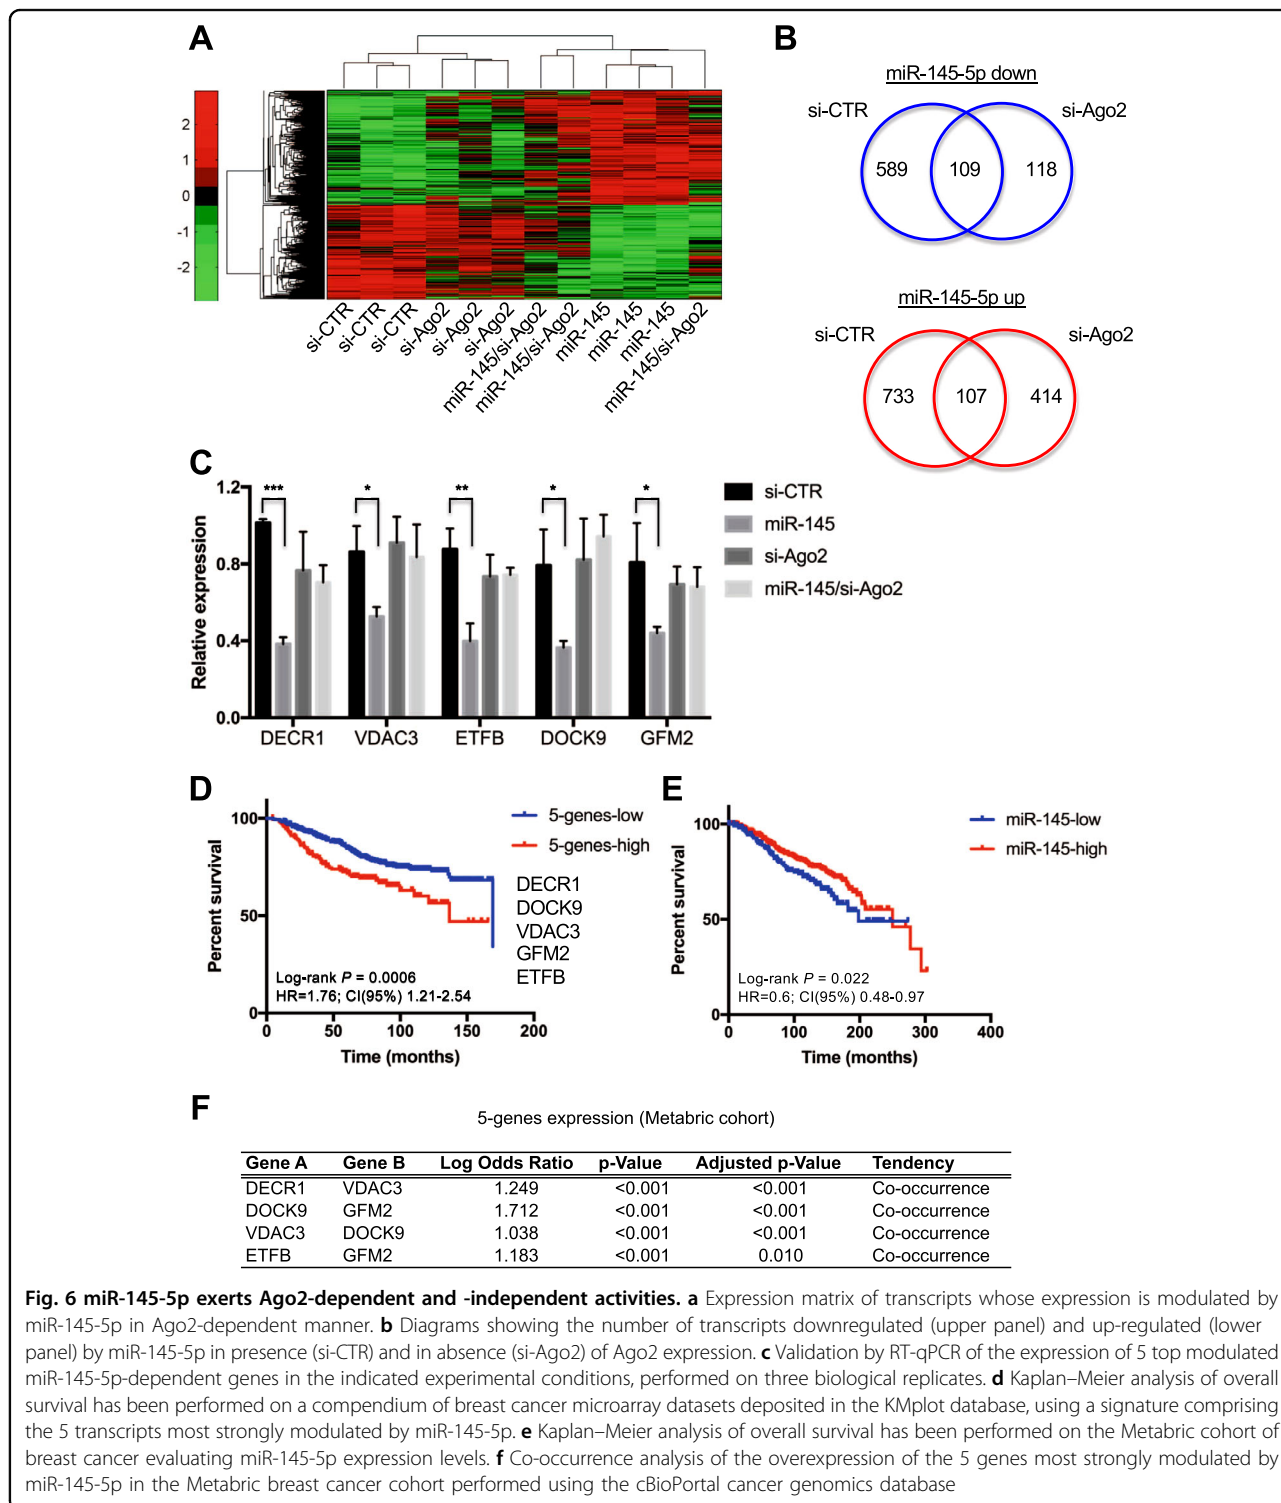 A
B
2
1
0
-1
-2
si-CTR
si-CTR
si-CTR
si-Ago2
si-Ago2
si-Ago2
miR-145/si-Ago2
miR-145/si-Ago2
miR-145
miR-145
miR-145
miR-145/si-Ago2
miR-145-5p down
si-CTR
si-Ago2
589 109 118
miR-145-5p up
si-CTR
si-Ago2
733 107 414
C
Relative expression
1.2
0.8
0.4
0.0
*** * ** * *
DECR1 VDAC3 ETFB DOCK9 GFM2
si-CTR
miR-145
si-Ago2
miR-145/si-Ago2
D
Percent survival
100
50
0
0 50 100 150 200
Time (months)
5-genes-low
5-genes-high
DECR1
DOCK9
VDAC3
GFM2
ETFB
Log-rank P = 0.0006
HR=1.76; CI(95%) 1.21-2.54
E
Percent survival
100
50
0
0 100 200 300 400
Time (months)
miR-145-low
miR-145-high
Log-rank P = 0.022
HR=0.6; CI(95%) 0.48-0.97
F
5-genes expression (Metabric cohort)
Gene A Gene B Log Odds Ratio p-Value Adjusted p-Value Tendency
DECR1 VDAC3 1.249 <0.001 <0.001 Co-occurrence
DOCK9 GFM2 1.712 <0.001 <0.001 Co-occurrence
VDAC3 DOCK9 1.038 <0.001 <0.001 Co-occurrence
ETFB GFM2 1.183 <0.001 0.010 Co-occurrence
Fig. 6 miR-145-5p exerts Ago2-dependent and -independent activities. a Expression matrix of transcripts whose expression is modulated by
miR-145-5p in Ago2-dependent manner. b Diagrams showing the number of transcripts downregulated (upper panel) and up-regulated (lower
panel) by miR-145-5p in presence (si-CTR) and in absence (si-Ago2) of Ago2 expression. c Validation by RT-qPCR of the expression of 5 top modulated
miR-145-5p-dependent genes in the indicated experimental conditions, performed on three biological replicates. d Kaplan–Meier analysis of overall
survival has been performed on a compendium of breast cancer microarray datasets deposited in the KMplot database, using a signature comprising
the 5 transcripts most strongly modulated by miR-145-5p. e Kaplan–Meier analysis of overall survival has been performed on the Metabric cohort of
breast cancer evaluating miR-145-5p expression levels. f Co-occurrence analysis of the overexpression of the 5 genes most strongly modulated by
miR-145-5p in the Metabric breast cancer cohort performed using the cBioPortal cancer genomics database